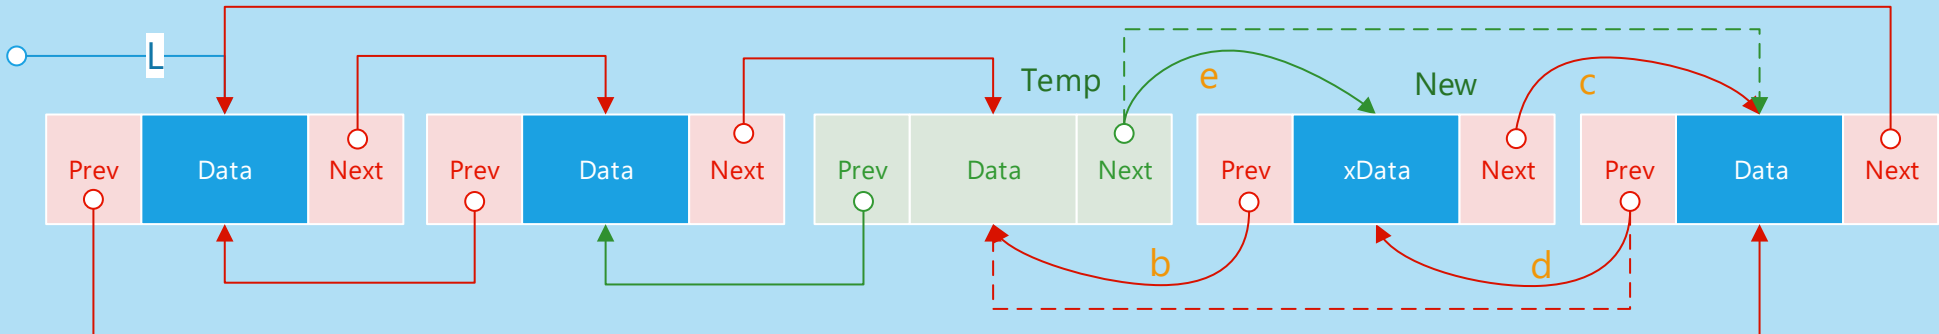 L
Temp e New c
Prev Data Next Prev Data Next Prev Data Next Prev xData Next Prev Data Next
b d